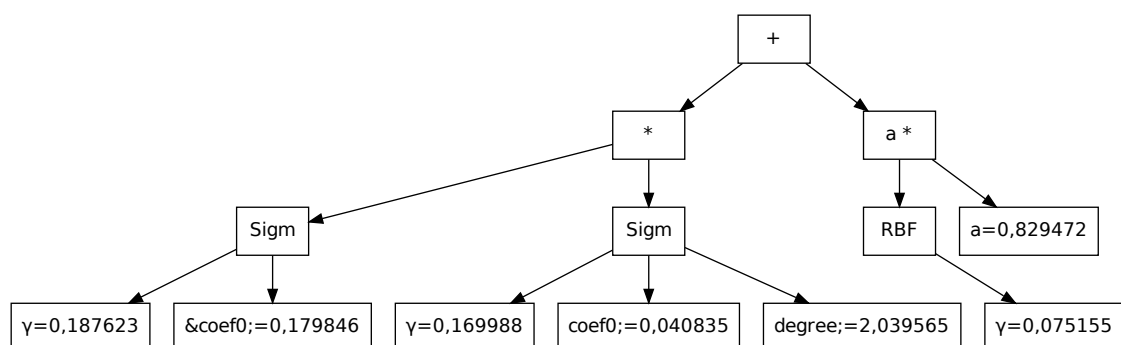 +
*
a *
Sigm
Sigm
RBF
a=0,829472
γ=0,187623
&coef0;=0,179846
γ=0,169988
coef0;=0,040835
degree;=2,039565
γ=0,075155